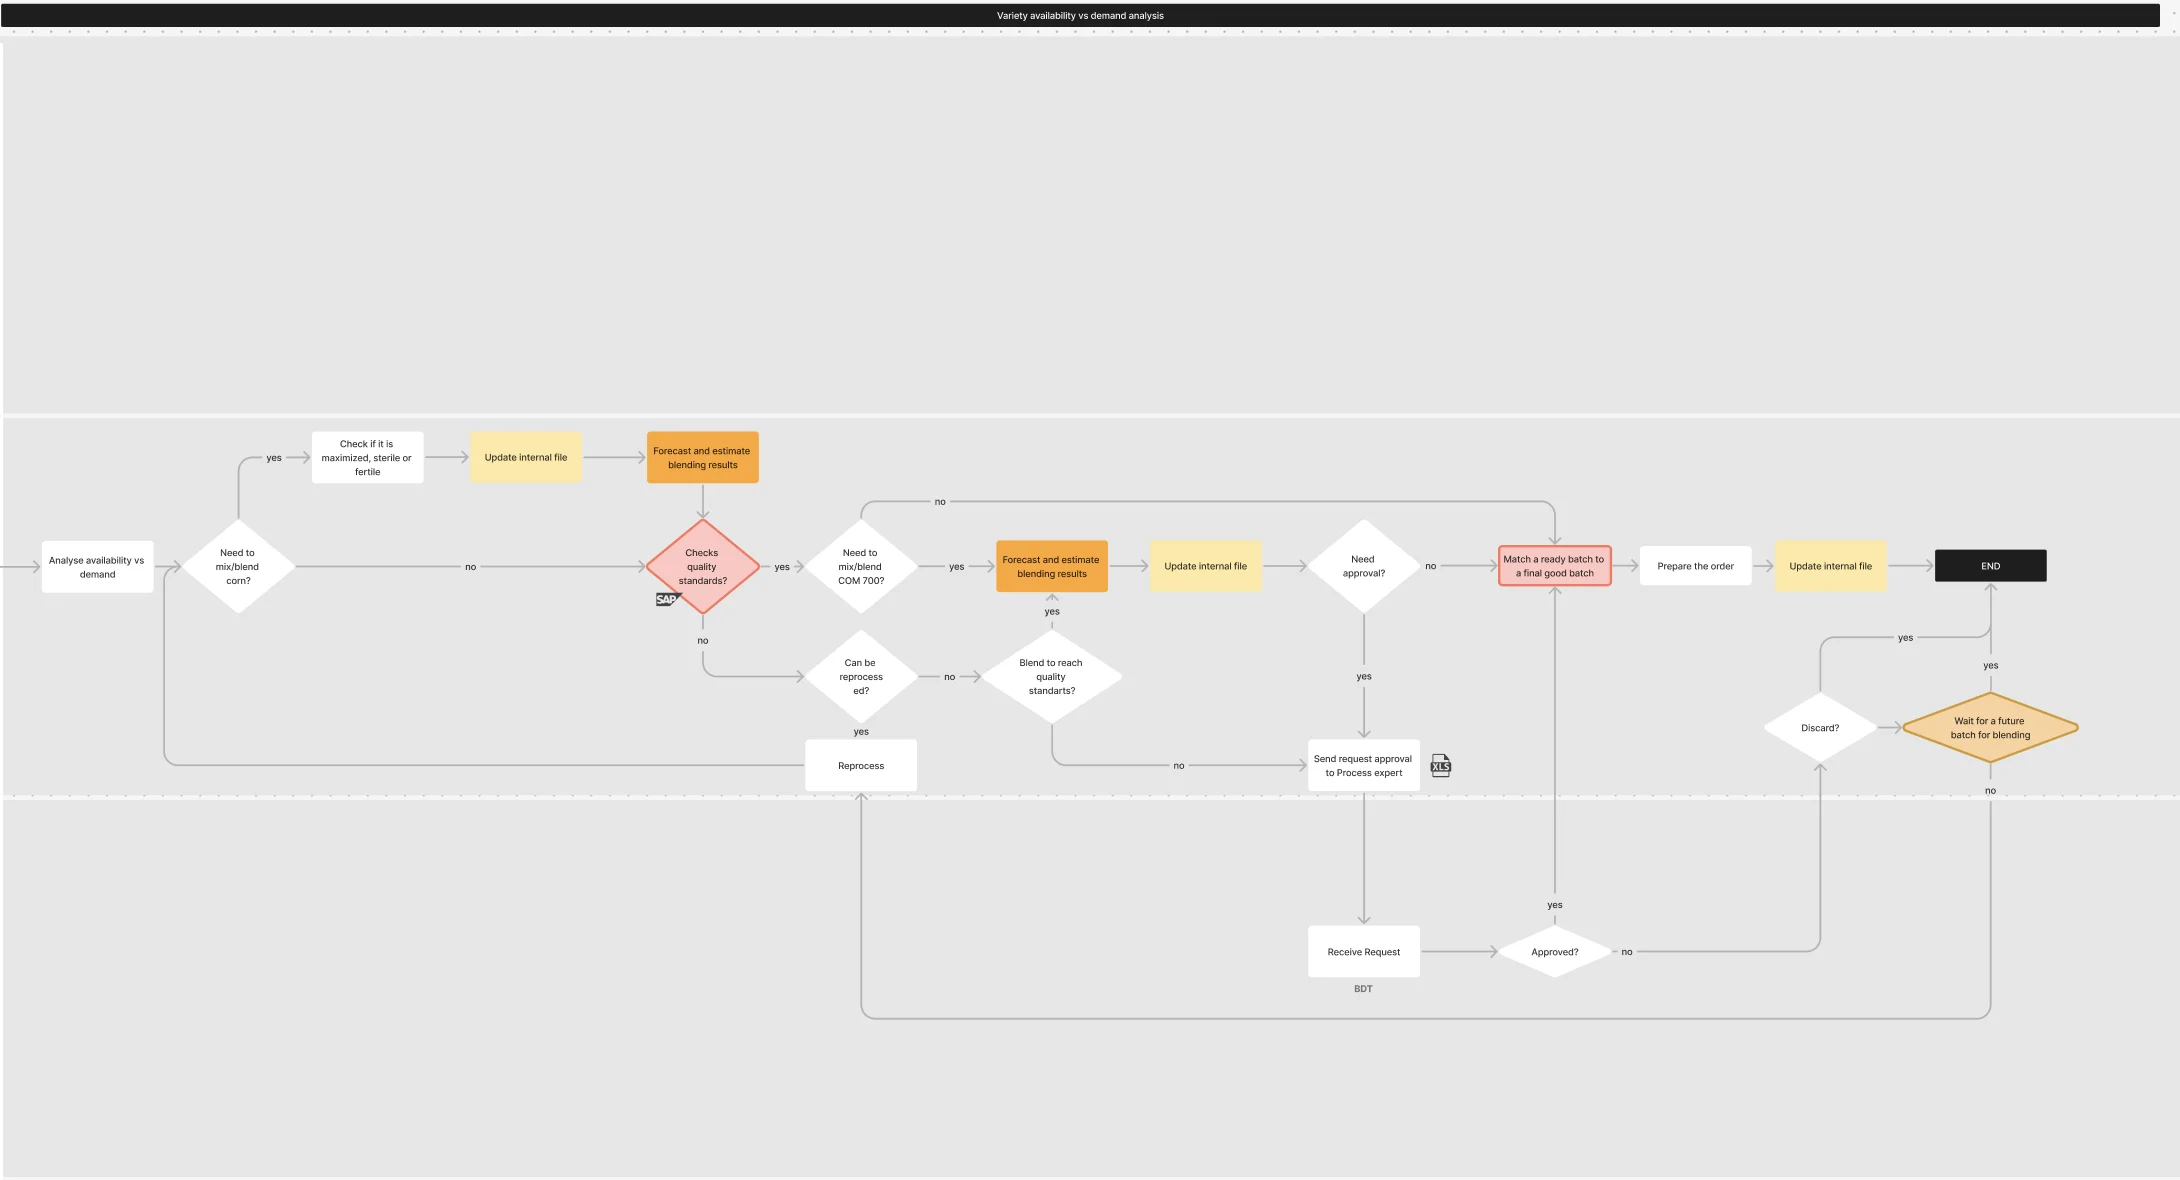 Variety availability vs demand analysis
Check if it is
maximized, sterile or
fertile
yes
Update internal file
Forecast and estimate
blending results
no
Analyse availability vs
demand
Need to
mix/blend
corn?
no
Checks
quality
standards?
SAP
yes
Need to
mix/blend
COM 700?
yes
Forecast and estimate
blending results
Update internal file
Need
approval?
no
Match a ready batch to
a final good batch
Prepare the order
Update internal file
END
yes
no
Can be
reprocess
ed?
no
Blend to reach
quality
standarts?
yes
yes
yes
yes
Reprocess
no
Send request approval
to Process expert
XLS
Discard?
Wait for a future
batch for blending
no
yes
Receive Request
BDT
Approved?
no